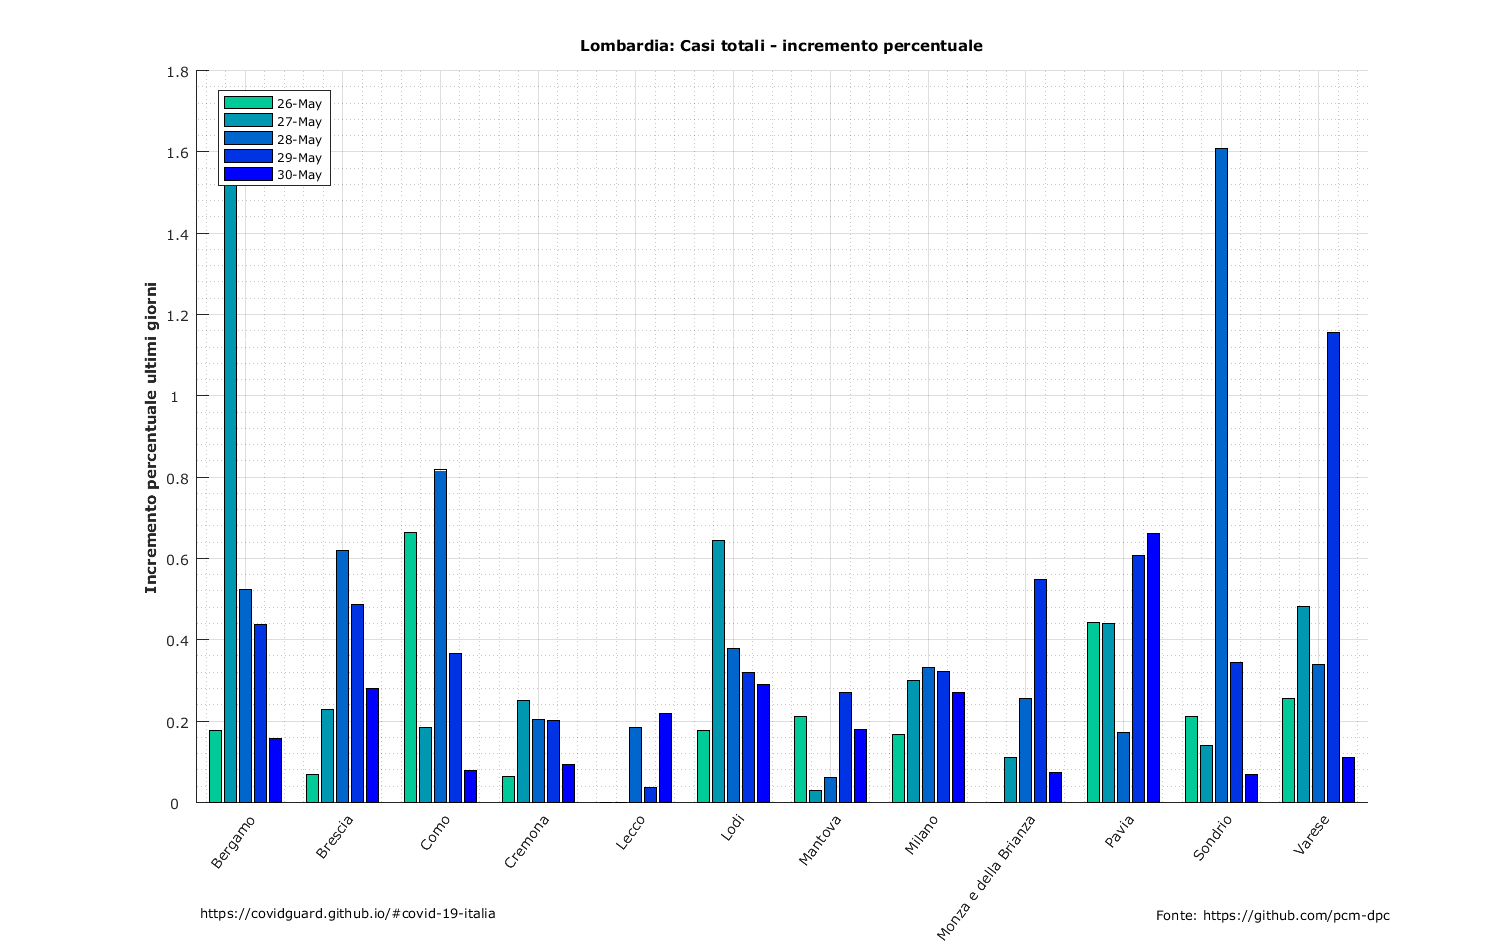 Lombardia: Casi totali - incremento percentuale
Incremento percentuale ultimi giorni
1.8
1.6
1.4
1.2
1
0.8
0.6
0.4
0.2
0
26-May
27-May
28-May
29-May
30-May
Bergamo
Brescia
Como
Cremona
Lecco
Lodi
Mantova
Milano
Monza e della Brianza
Pavia
Sondrio
Varese
https://covidguard.github.io/#covid-19-italia
Fonte: https://github.com/pcm-dpc